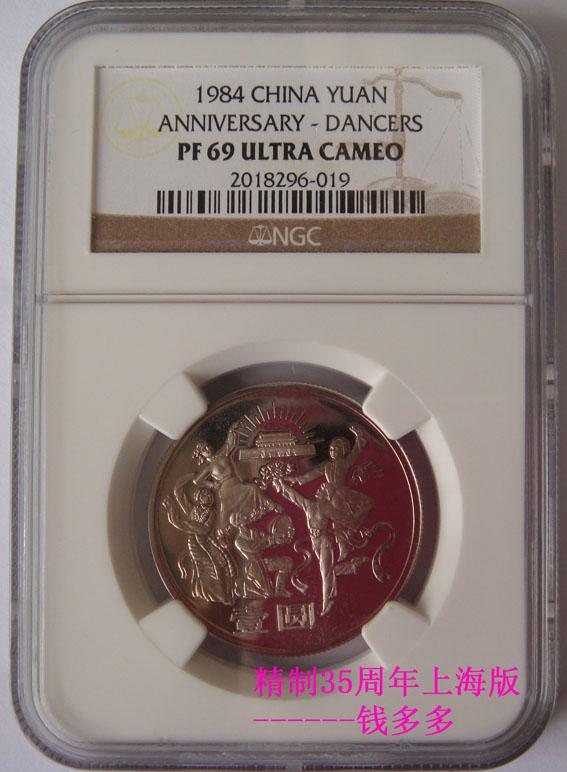 1984 CHINA YUAN
ANNIVERSARY - DANCERS
PF 69 ULTRA CAMEO
2018296-019
NGC
壹圆
精制35周年上海版
------钱多多